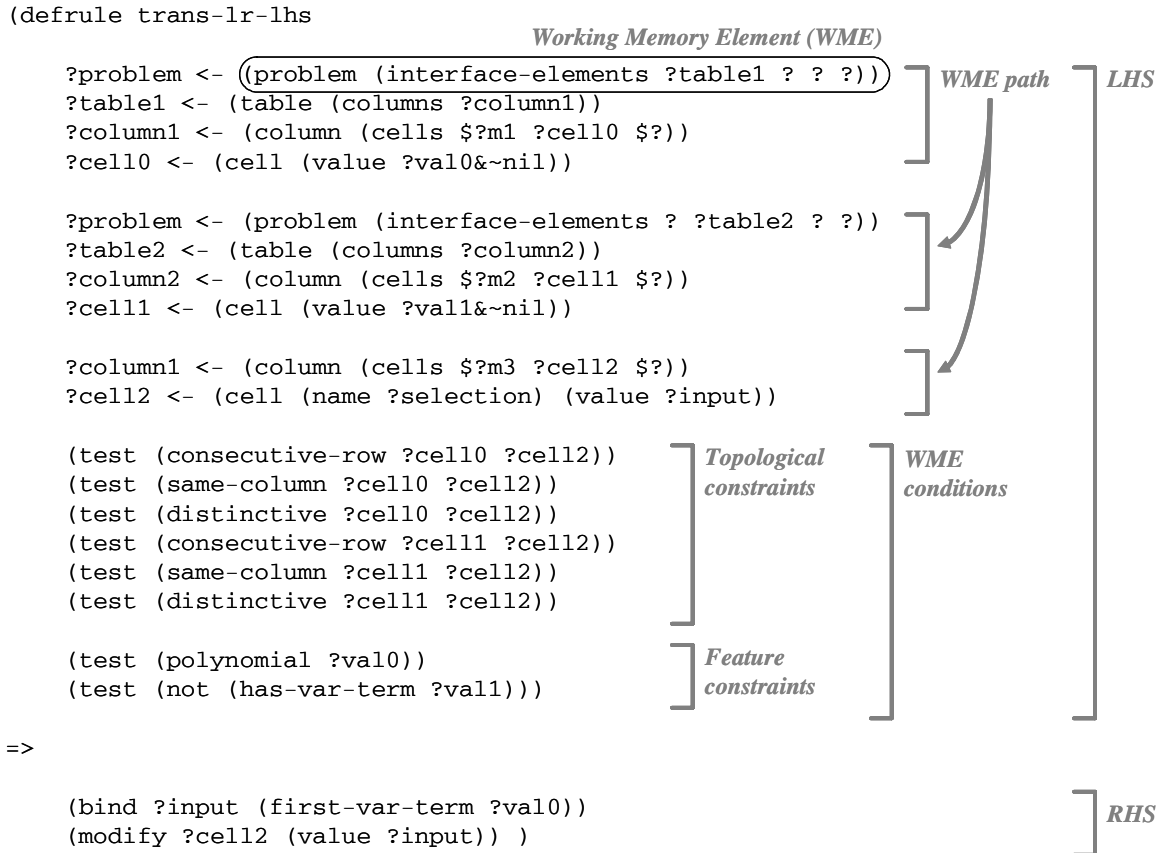 (defrule trans-lr-lhs
Working Memory Element (WME)
?problem <- (problem (interface-elements ?table1 ? ? ?))
WME path
LHS
?table1 <- (table (columns ?column1))
?column1 <- (column (cells $?m1 ?cell0 $?))
?cell0 <- (cell (value ?val0&~nil))
?problem <- (problem (interface-elements ? ?table2 ? ?))
?table2 <- (table (columns ?column2))
?column2 <- (column (cells $?m2 ?cell1 $?))
?cell1 <- (cell (value ?val1&~nil))
?column1 <- (column (cells $?m3 ?cell2 $?))
?cell2 <- (cell (name ?selection) (value ?input))
(test (consecutive-row ?cell0 ?cell2))
(test (same-column ?cell0 ?cell2))
(test (distinctive ?cell0 ?cell2))
(test (consecutive-row ?cell1 ?cell2))
(test (same-column ?cell1 ?cell2))
(test (distinctive ?cell1 ?cell2))
Topological
constraints
WME
conditions
(test (polynomial ?val0))
(test (not (has-var-term ?val1)))
Feature
constraints
=>
(bind ?input (first-var-term ?val0))
(modify ?cell2 (value ?input)) )
RHS